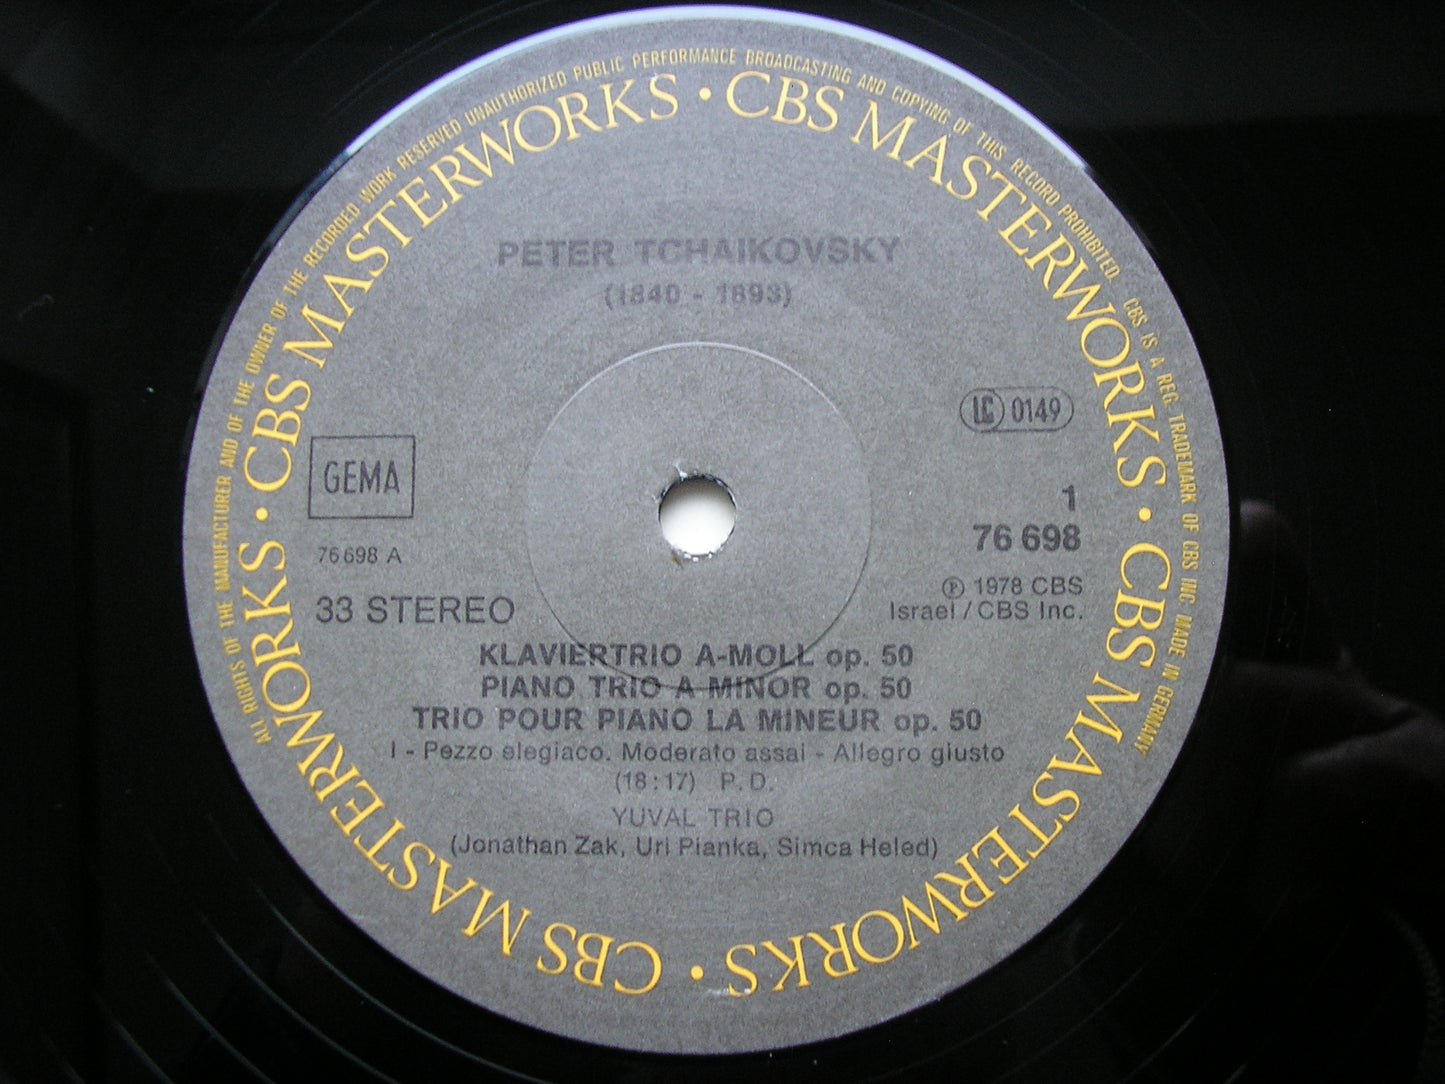 ALL RIGHTS OF THE MANUFACTURER AND OF THE OWNER OF THE RECORDED WORK RESERVED UNAUTHORIZED PUBLIC PERFORMANCE BROADCASTING AND COPYING OF THIS RECORD PROHIBITED. CBS IS A REG. TRADEMARK OF CBS INC. MADE IN GERMANY
CBS MASTERWORKS • CBS MASTERWORKS • CBS MASTERWORKS • CBS MASTERWORKS •
PETER TCHAIKOVSKY
(1840 - 1893)
LC 0149
GEMA
1
76 698
76 698 A
℗ 1978 CBS
Israel / CBS Inc.
33 STEREO
KLAVIERTRIO A-MOLL op. 50
PIANO TRIO A-MINOR op. 50
TRIO POUR PIANO LA MINEUR op. 50
I - Pezzo elegiaco. Moderato assai - Allegro giusto
(18:17) P.D.
YUVAL TRIO
(Jonathan Zak, Uri Pianka, Simca Heled)